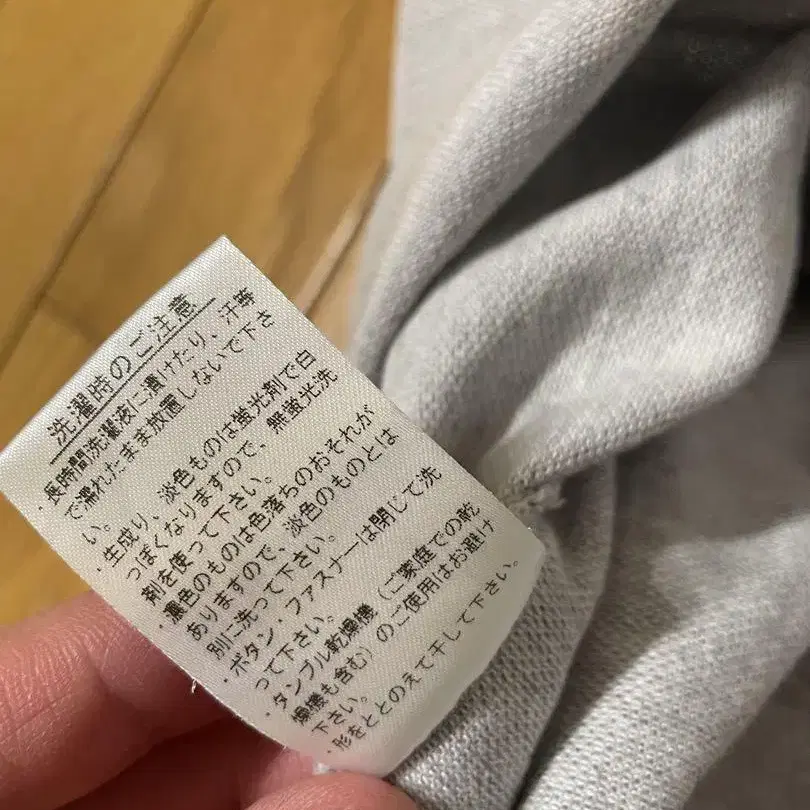 洗濯時のご注意
・長時間洗濯液に漬けたり、汗等
で濡れたまま放置しないで下さ
い。
・生成り、淡色ものは蛍光剤で白
っぽくなりますので、無蛍光洗
剤を使って下さい。
・濃色のものは色落ちのおそれが
ありますので、淡色のものとは
別に洗って下さい。
・ボタン・ファスナーは閉じて洗
って下さい。
・タンブル乾燥機（ご家庭での乾
燥機も含む）のご使用はお避け
下さい。
・形をととのえて干して下さい。